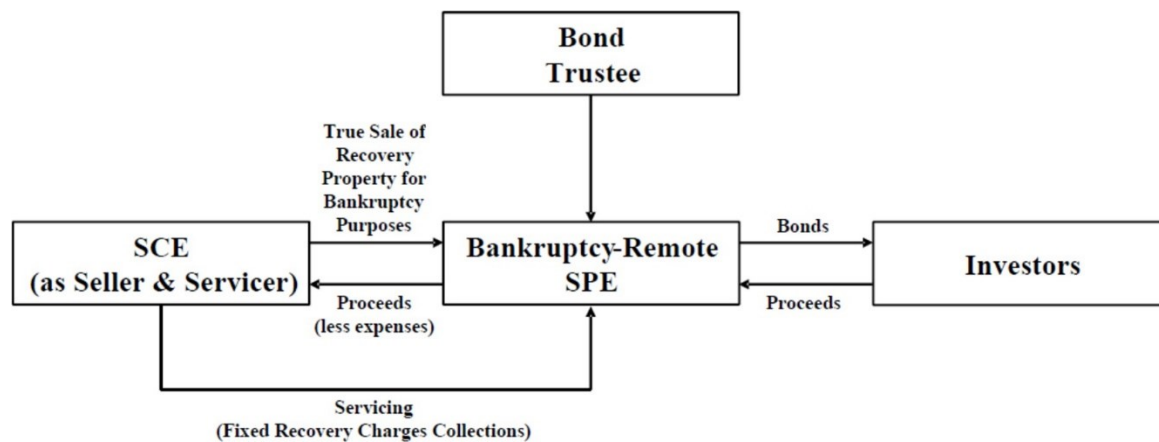 Bond
Trustee
True Sale of
Recovery
Property for
Bankruptcy
Purposes
SCE
(as Seller & Servicer)
Bankruptcy-Remote
SPE
Bonds
Investors
Proceeds
(less expenses)
Proceeds
Servicing
(Fixed Recovery Charges Collections)